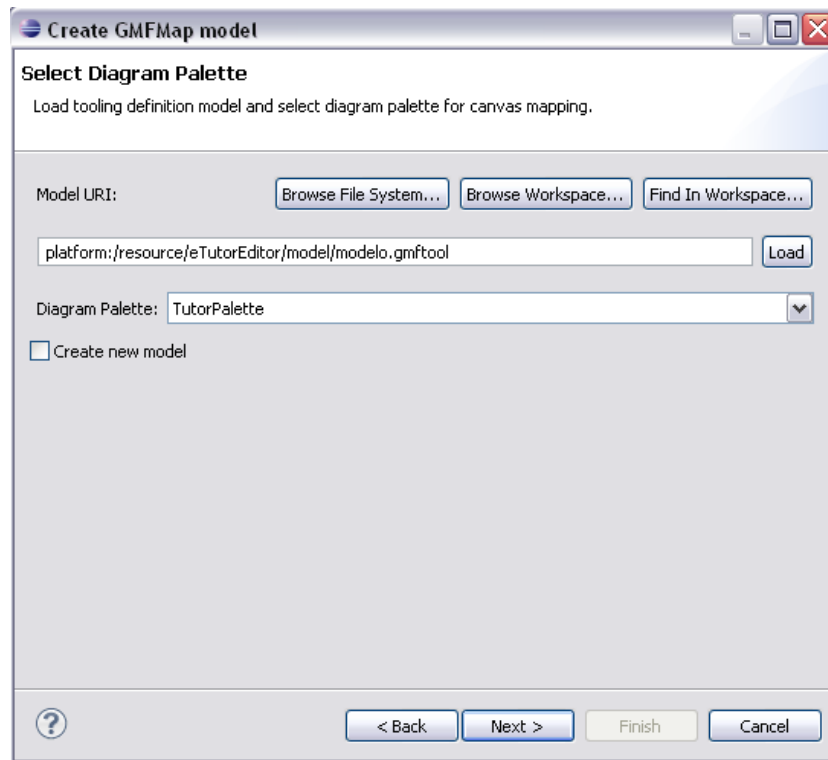 Create GMFMap model
Select Diagram Palette
Load tooling definition model and select diagram palette for canvas mapping.
Model URI: Browse File System... Browse Workspace... Find In Workspace...
platform:/resource/eTutorEditor/model/modelo.gmftool Load
Diagram Palette: TutorPalette
Create new model
? < Back Next > Finish Cancel